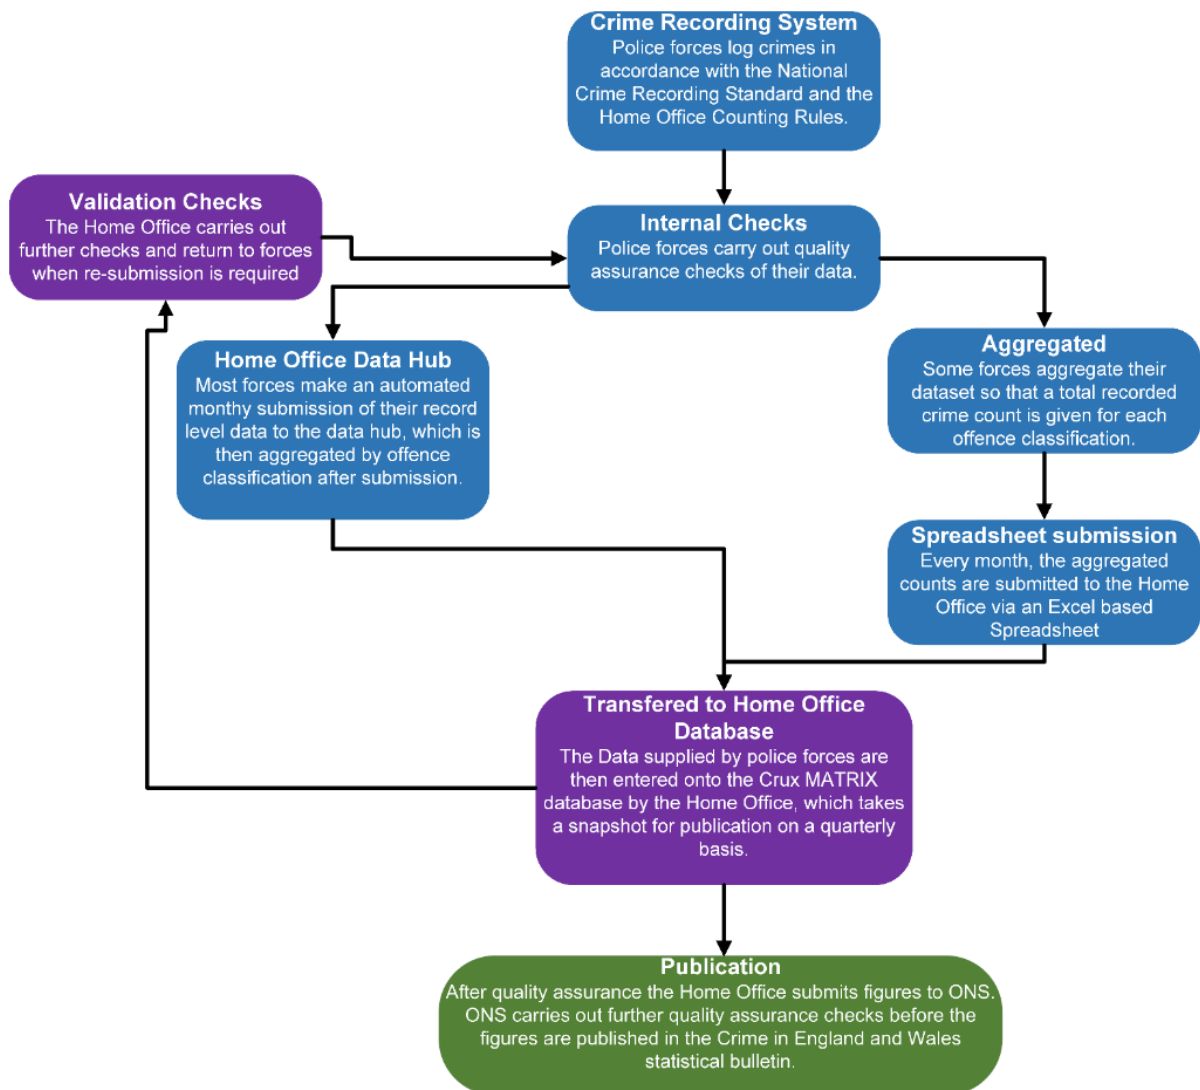 Crime Recording System
Police forces log crimes in
accordance with the National
Crime Recording Standard and the
Home Office Counting Rules.
Validation Checks
The Home Office carries out
further checks and return to forces
when re-submission is required
Internal Checks
Police forces carry out quality
assurance checks of their data.
Home Office Data Hub
Most forces make an automated
monthy submission of their record
level data to the data hub, which is
then aggregated by offence
classification after submission.
Aggregated
Some forces aggregate their
dataset so that a total recorded
crime count is given for each
offence classification.
Spreadsheet submission
Every month, the aggregated
counts are submitted to the Home
Office via an Excel based
Spreadsheet
Transfered to Home Office
Database
The Data supplied by police forces are
then entered onto the Crux MATRIX
database by the Home Office, which takes
a snapshot for publication on a quarterly
basis.
Publication
After quality assurance the Home Office submits figures to ONS.
ONS carries out further quality assurance checks before the
figures are published in the Crime in England and Wales
statistical bulletin.